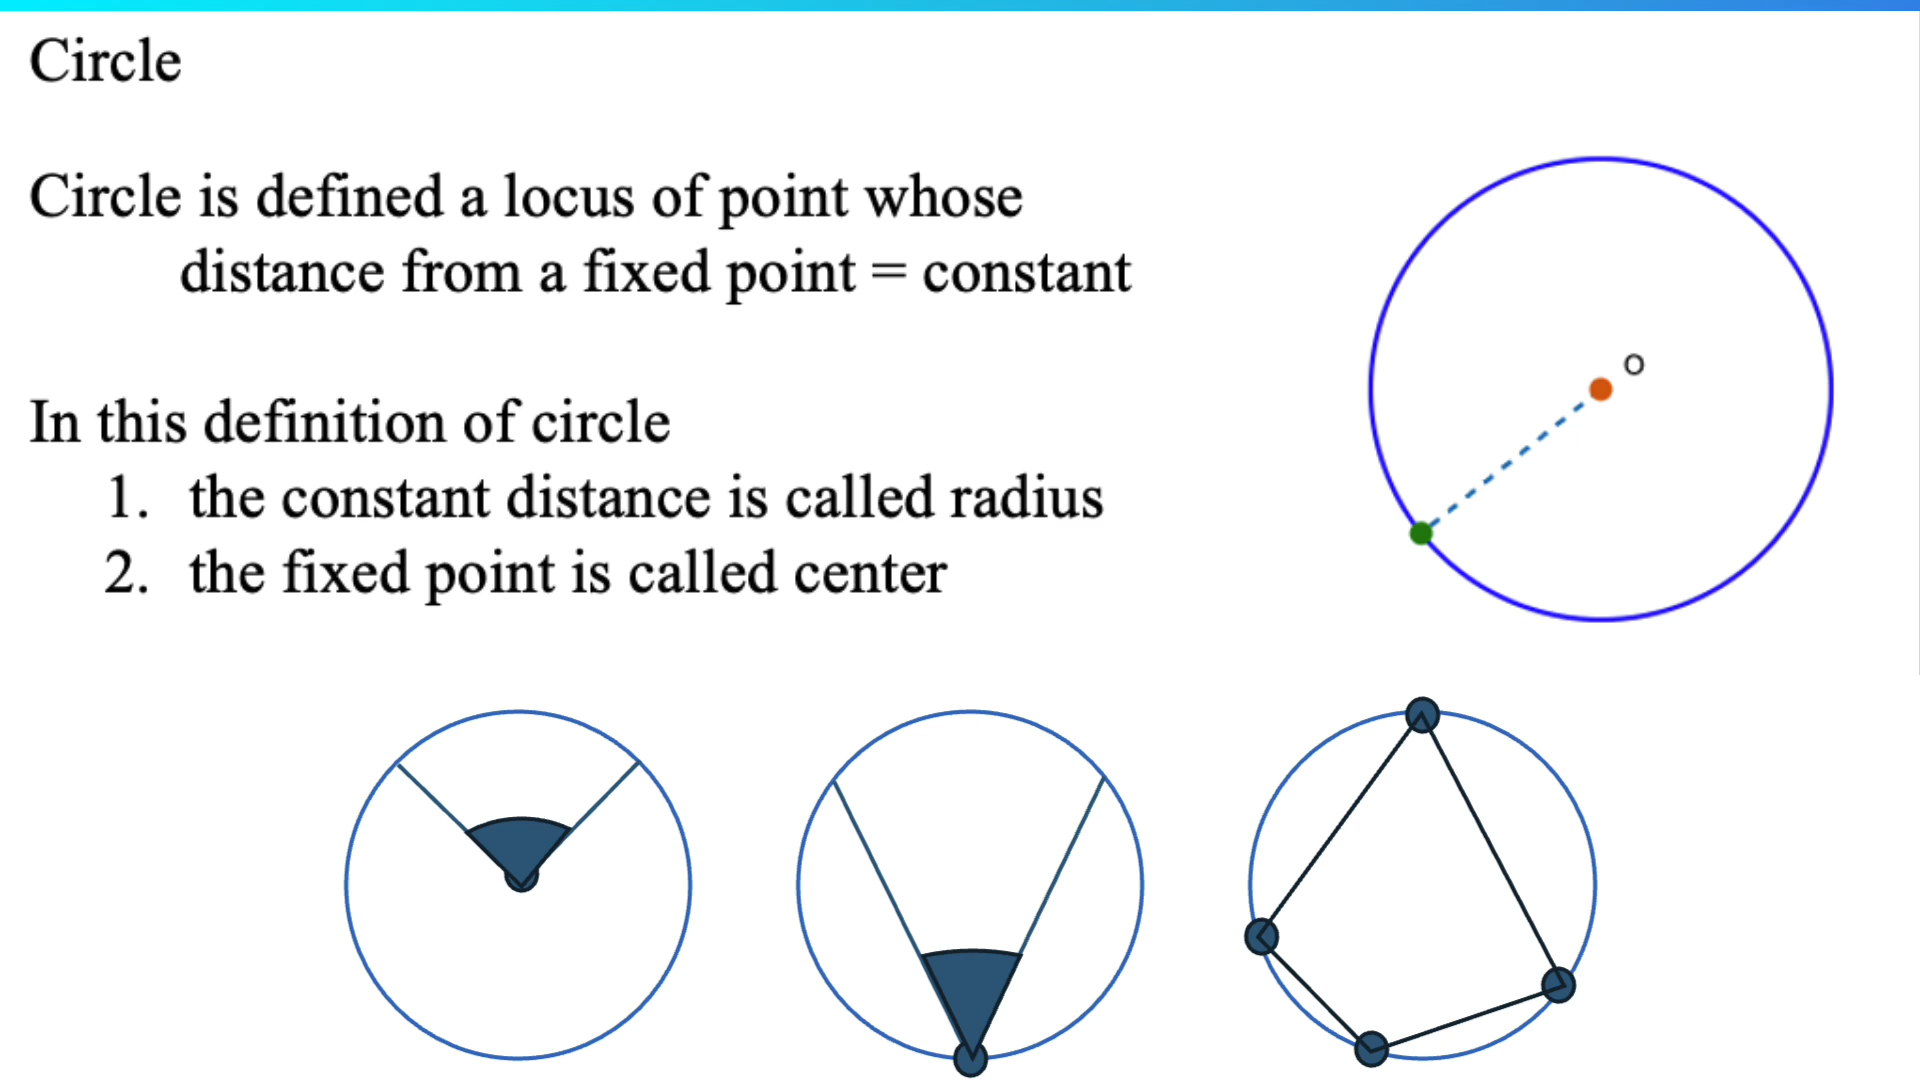 Circle
Circle is defined a locus of point whose
distance from a fixed point = constant
O
In this definition of circle
1. the constant distance is called radius
2. the fixed point is called center